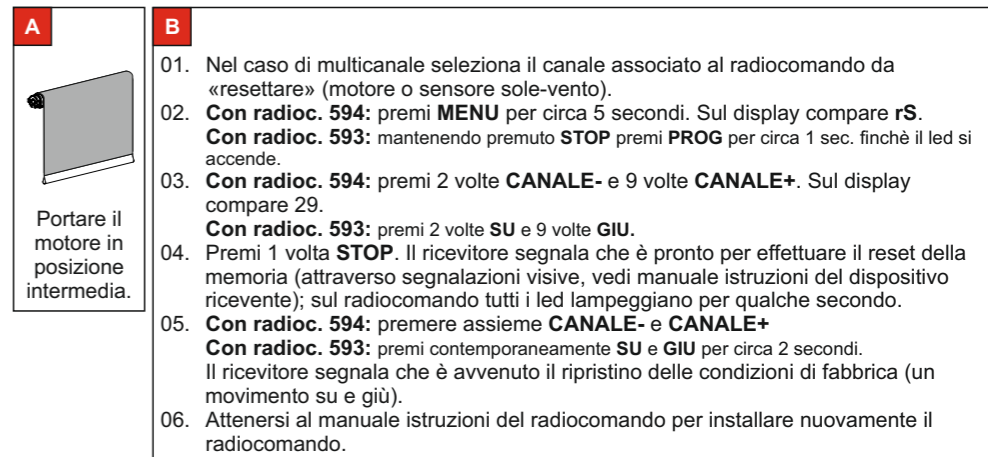 A
Portare il
motore in
posizione
intermedia.
B
01. Nel caso di multicanale seleziona il canale associato al radiocomando da
«resettare» (motore o sensore sole-vento).
02. Con radioc. 594: premi MENU per circa 5 secondi. Sul display compare rS.
Con radioc. 593: mantenendo premuto STOP premi PROG per circa 1 sec. finchè il led si
accende.
03. Con radioc. 594: premi 2 volte CANALE- e 9 volte CANALE+. Sul display
compare 29.
Con radioc. 593: premi 2 volte SU e 9 volte GIU.
04. Premi 1 volta STOP. Il ricevitore segnala che è pronto per effettuare il reset della
memoria (attraverso segnalazioni visive, vedi manuale istruzioni del dispositivo
ricevente); sul radiocomando tutti i led lampeggiano per qualche secondo.
05. Con radioc. 594: premere assieme CANALE- e CANALE+
Con radioc. 593: premi contemporaneamente SU e GIU per circa 2 secondi.
Il ricevitore segnala che è avvenuto il ripristino delle condizioni di fabbrica (un
movimento su e giù).
06. Attenersi al manuale istruzioni del radiocomando per installare nuovamente il
radiocomando.